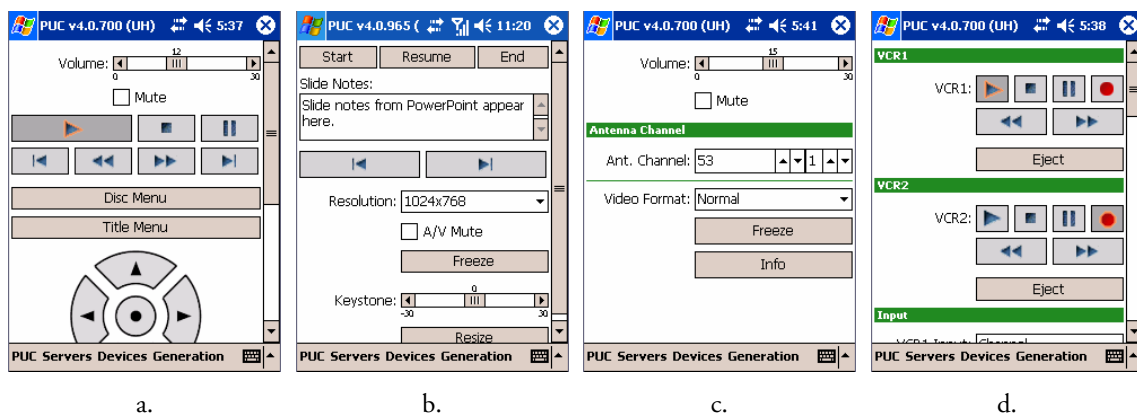 PUC v4.0.700 (UH) 5:37
12
Volume:
0 30
Mute
Disc Menu
Title Menu
PUC Servers Devices Generation
a.
PUC v4.0.965 ( 11:20
Start Resume End
Slide Notes:
Slide notes from PowerPoint appear
here.
Resolution: 1024x768
A/V Mute
Freeze
0
Keystone:
-30 30
Resize
PUC Servers Devices Generation
b.
PUC v4.0.700 (UH) 5:41
15
Volume:
0 30
Mute
Antenna Channel
Ant. Channel: 53 1
Video Format: Normal
Freeze
Info
PUC Servers Devices Generation
c.
PUC v4.0.700 (UH) 5:38
VCR1
VCR1:
Eject
VCR2
VCR2:
Eject
Input
VCR1 Input: Channel
PUC Servers Devices Generation
d.